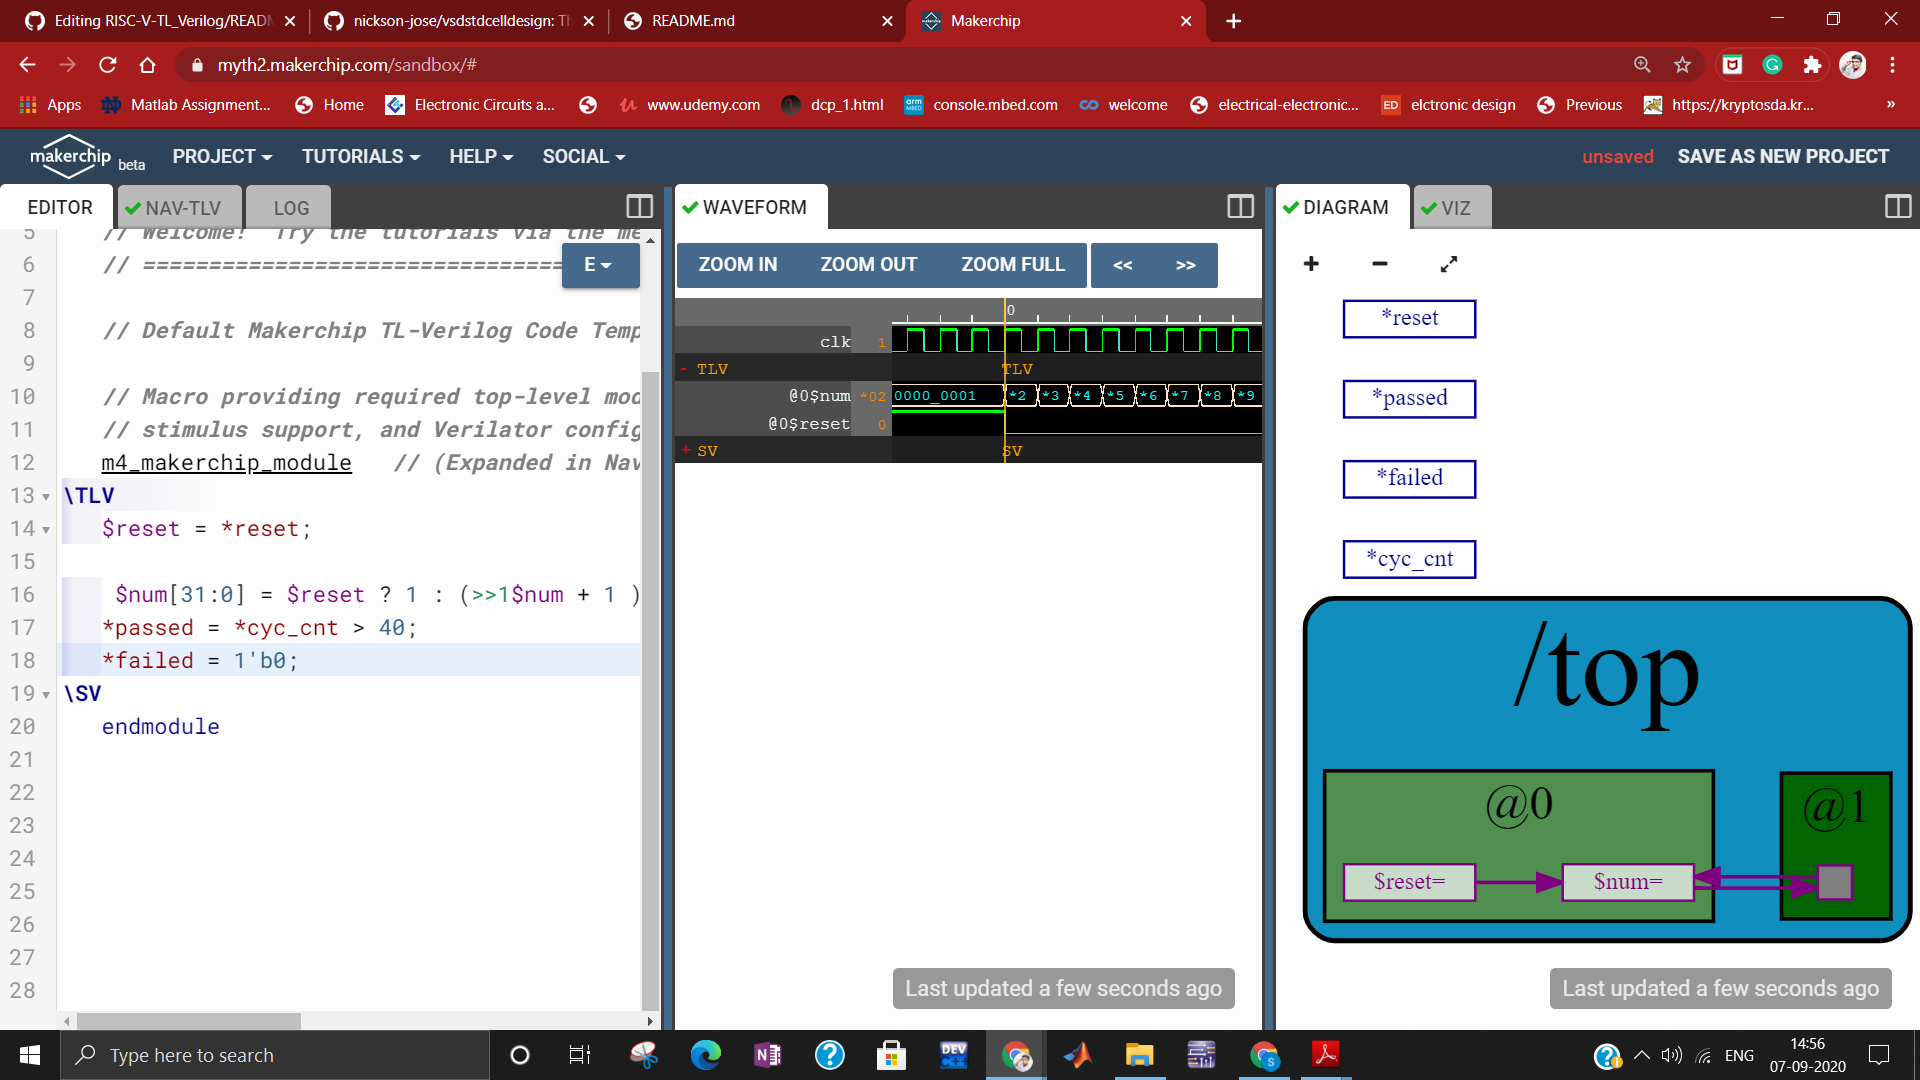 Editing RISC-V-TL_Verilog/READM
nickson-jose/vsdstdcelldesign: Th
README.md
Makerchip
myth2.makerchip.com/sandbox/#
Apps
Matlab Assignment...
Home
Electronic Circuits a...
www.udemy.com
dcp_1.html
arm MBED
console.mbed.com
welcome
electrical-electronic...
ED
elctronic design
Previous
https://kryptosda.kr...
»
makerchip beta
PROJECT
TUTORIALS
HELP
SOCIAL
unsaved
SAVE AS NEW PROJECT
EDITOR
NAV-TLV
LOG
E
5 // Welcome! Try the tutorials via the me
6 // ================================
7
8 // Default Makerchip TL-Verilog Code Temp
9
10 // Macro providing required top-level mod
11 // stimulus support, and Verilator config
12 m4_makerchip_module // (Expanded in Nav
13 \TLV
14 $reset = *reset;
15
16 $num[31:0] = $reset ? 1 : (>>1$num + 1 )
17 *passed = *cyc_cnt > 40;
18 *failed = 1'b0;
19 \SV
20 endmodule
21
22
23
24
25
26
27
28
WAVEFORM
ZOOM IN
ZOOM OUT
ZOOM FULL
<<
>>
0
clk 1
- TLV TLV
@0$num *02 0000_0001 *2 *3 *4 *5 *6 *7 *8 *9
@0$reset 0
+ SV SV
Last updated a few seconds ago
DIAGRAM
VIZ
*reset
*passed
*failed
*cyc_cnt
/top
@0
@1
$reset=
$num=
Last updated a few seconds ago
Type here to search
DEV C++
ENG
14:56
07-09-2020